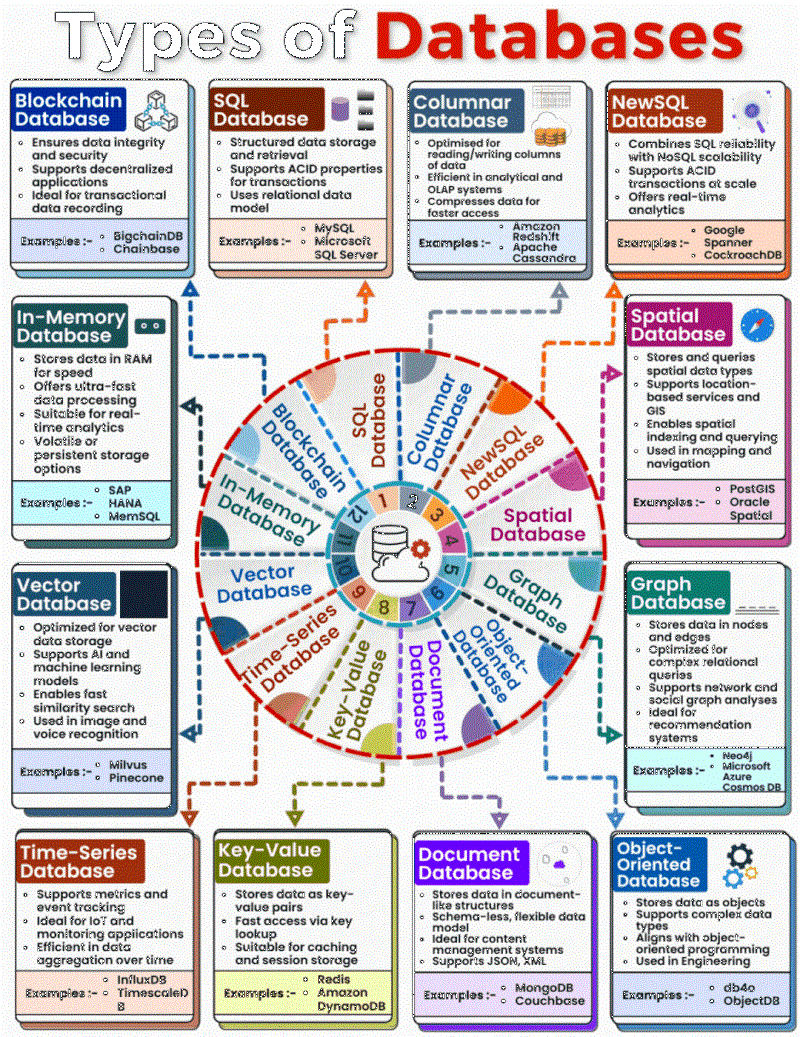 Types of Databases
Blockchain
Database
Ensures data integrity
and security
Supports decentralized
applications
Ideal for transactional
data recording
Examples :-
BigchainDB
Chainbase
SQL
Database
Structured data storage
and retrieval
Supports ACID properties
for transactions
Uses relational data
model
Examples :-
MySQL
Microsoft
SQL Server
Columnar
Database
Optimised for
reading/writing columns
of data
Efficient in analytical and
OLAP systems
Compresses data for
faster access
Examples :-
Amazon
Redshift
Apache
Cassandra
NewSQL
Database
Combines SQL reliability
with NoSQL scalability
Supports ACID
transactions at scale
Offers real-time
analytics
Examples :-
Google
Spanner
CockroachDB
In-Memory
Database
Stores data in RAM
for speed
Offers ultra-fast
data processing
Suitable for real-
time analytics
Volatile or
persistent storage
options
Examples :-
SAP
HANA
MemSQL
Spatial
Database
Stores and queries
spatial data types
Supports location-
based services and
GIS
Enables spatial
indexing and querying
Used in mapping and
navigation
Examples :-
PostGIS
Oracle
Spatial
SQL
Database
Columnar
Database
NewSQL
Database
Spatial
Database
Graph
Database
Object-
Oriented
Database
Document
Database
Key-Value
Database
Time-Series
Database
Vector
Database
In-Memory
Database
Blockchain
Database
1
2
3
4
5
6
7
8
9
10
11
12
Vector
Database
Optimized for vector
data storage
Supports AI and
machine learning
models
Enables fast
similarity search
Used in image and
voice recognition
Examples :-
Milvus
Pinecone
Graph
Database
Stores data in nodes
and edges
Optimized for
complex relational
queries
Supports network and
social graph analyses
Ideal for
recommendation
systems
Examples :-
Neo4j
Microsoft
Azure
Cosmos DB
Time-Series
Database
Supports metrics and
event tracking
Ideal for IoT and
monitoring applications
Efficient in data
aggregation over time
Examples :-
InfluxDB
TimescaleD
B
Key-Value
Database
Stores data as key-
value pairs
Fast access via key
lookup
Suitable for caching
and session storage
Examples :-
Redis
Amazon
DynamoDB
Document
Database
Stores data in document-
like structures
Schema-less, flexible data
model
Ideal for content
management systems
Supports JSON, XML
Examples :-
MongoDB
Couchbase
Object-
Oriented
Database
Stores data as objects
Supports complex data
types
Aligns with object-
oriented programming
Used in Engineering
Examples :-
db4o
ObjectDB